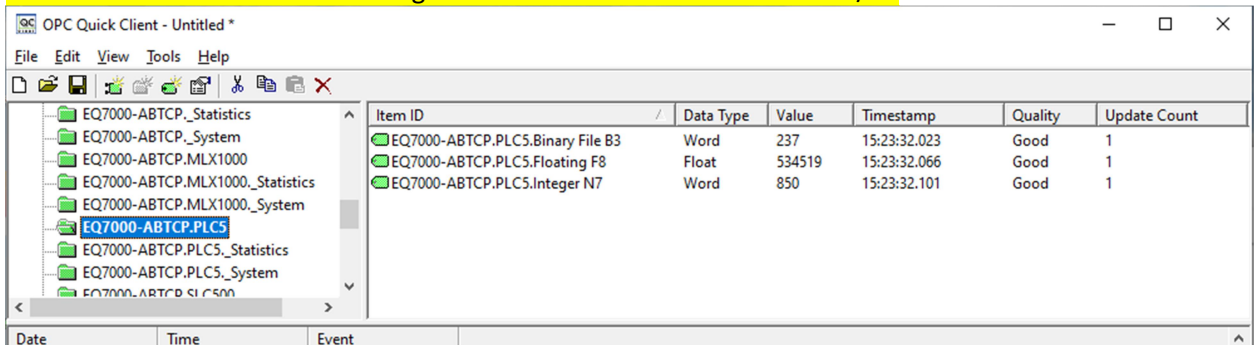 OPC Quick Client - Untitled *
File Edit View Tools Help
EQ7000-ABTCP._Statistics
EQ7000-ABTCP._System
EQ7000-ABTCP.MLX1000
EQ7000-ABTCP.MLX1000._Statistics
EQ7000-ABTCP.MLX1000._System
EQ7000-ABTCP.PLC5
EQ7000-ABTCP.PLC5._Statistics
EQ7000-ABTCP.PLC5._System
EQ7000-ABTCP.SLC500
Item ID Data Type Value Timestamp Quality Update Count
EQ7000-ABTCP.PLC5.Binary File B3 Word 237 15:23:32.023 Good 1
EQ7000-ABTCP.PLC5.Floating F8 Float 534519 15:23:32.066 Good 1
EQ7000-ABTCP.PLC5.Integer N7 Word 850 15:23:32.101 Good 1
Date Time Event